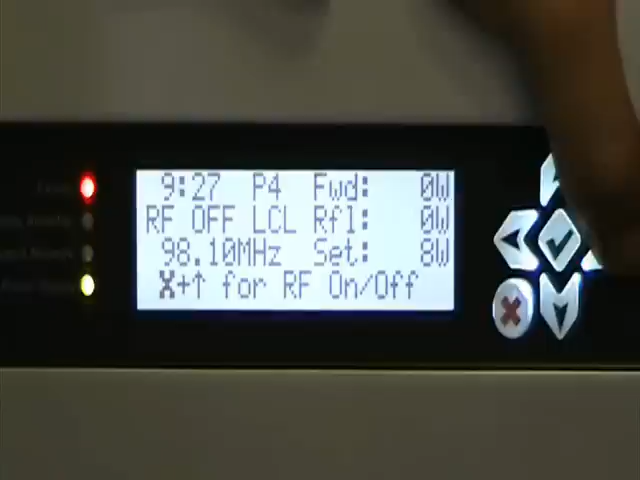 9:27 P4 Fwd: 0W
RF OFF LCL Rfl: 0W
98.10MHz Set: 8W
X+↑ for RF On/Off